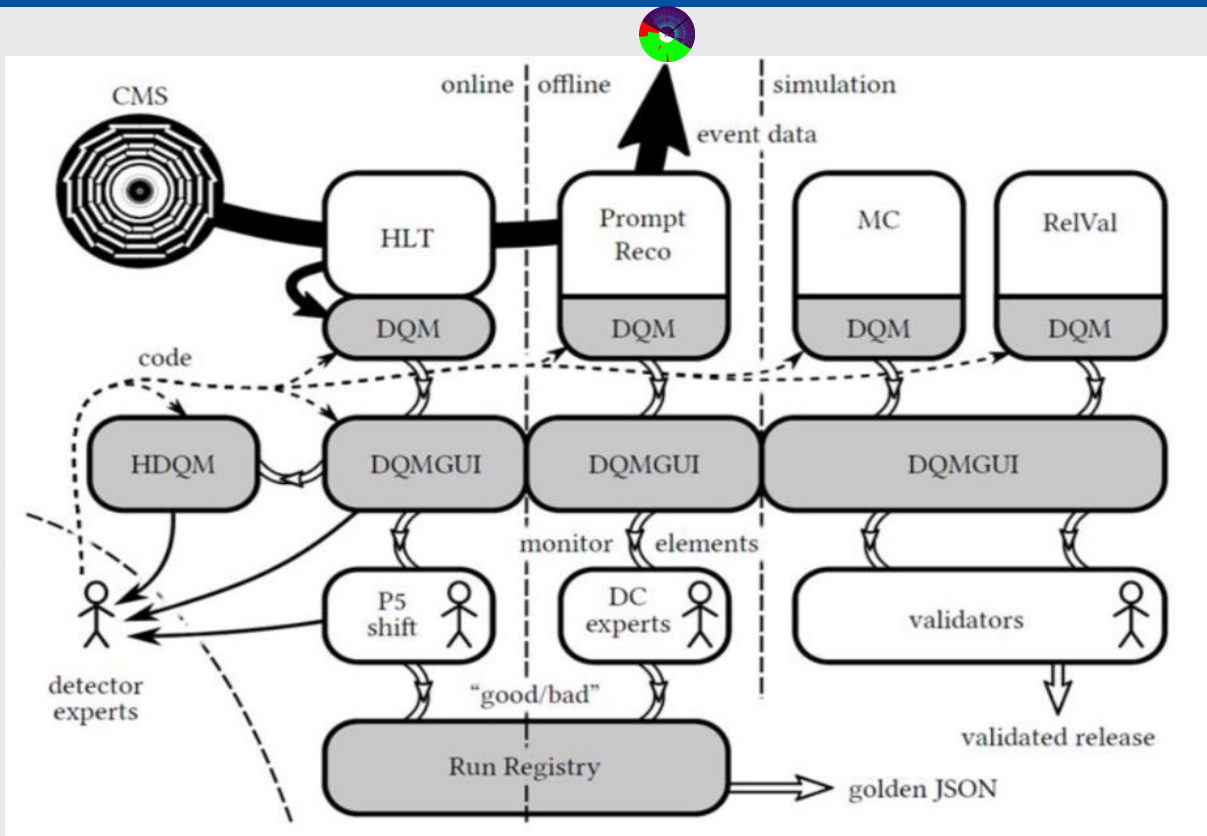 online offline simulation
CMS
event data
HLT
Prompt
Reco
MC
RelVal
DQM
DQM
DQM
DQM
code
HDQM
DQMGUI
DQMGUI
DQMGUI
monitor elements
P5
shift
DC
experts
validators
detector
experts
“good/bad”
validated release
Run Registry
golden JSON